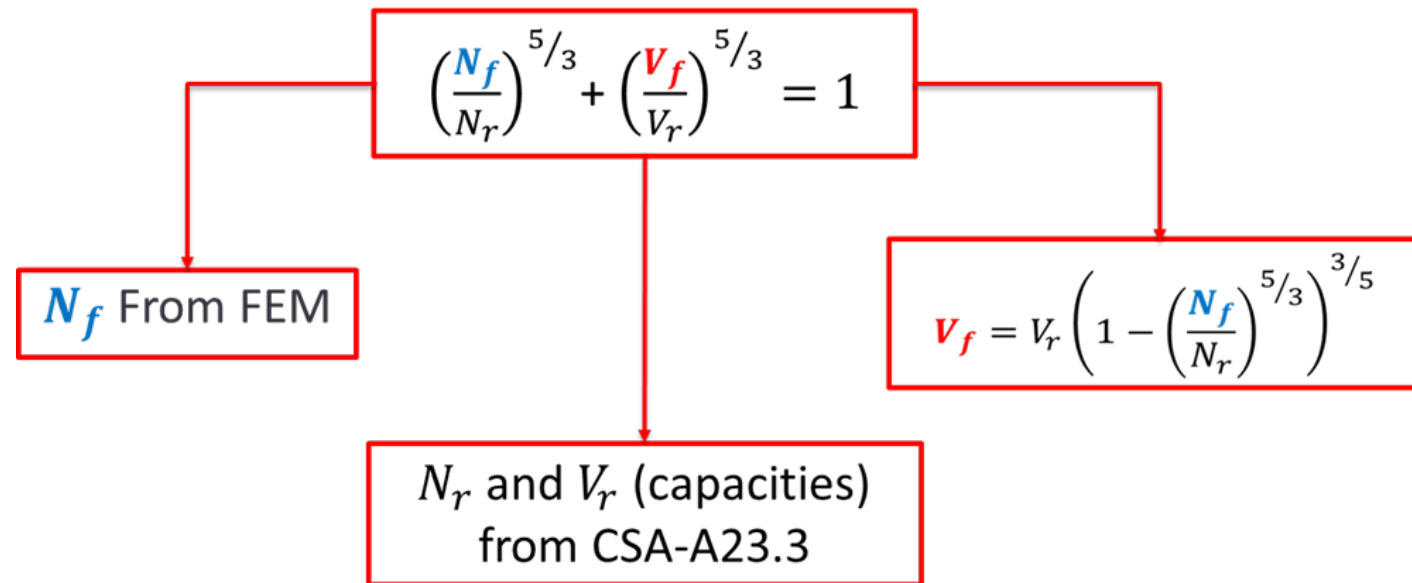 (N_f/N_r)^{5/3} + (V_f/V_r)^{5/3} = 1
N_f From FEM
V_f = V_r (1 − (N_f/N_r)^{5/3})^{3/5}
N_r and V_r (capacities)
from CSA-A23.3